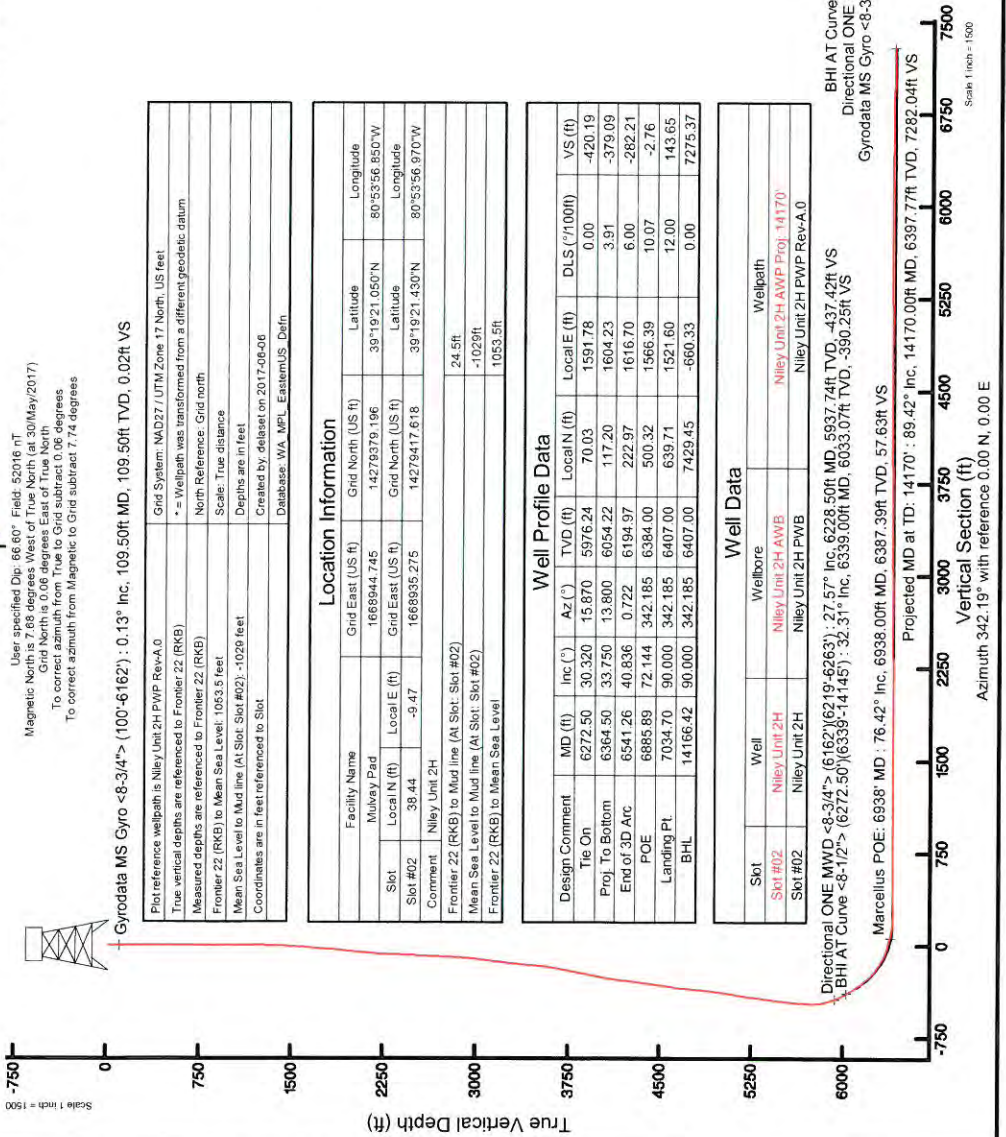 User specified Dip: 66.60° Field: 52016 nT
Magnetic North is 7.68 degrees West of True North (at 30/May/2017)
Grid North is 0.06 degrees East of True North
To correct azimuth from True to Grid subtract 0.06 degrees
To correct azimuth from Magnetic to Grid subtract 7.74 degrees
Scale 1 inch = 1500
True Vertical Depth (ft)
-750
0
750
1500
2250
3000
3750
4500
5250
6000
Gyrodata MS Gyro <8-3/4"> (100'-6162') : 0.13° Inc, 109.50ft MD, 109.50ft TVD, 0.02ft VS
Plot reference wellpath is Niley Unit 2H PWP Rev-A.0
True vertical depths are referenced to Frontier 22 (RKB)
Measured depths are referenced to Frontier 22 (RKB)
Frontier 22 (RKB) to Mean Sea Level: 1053.5 feet
Mean Sea Level to Mud line (At Slot: Slot #02): -1029 feet
Coordinates are in feet referenced to Slot
Grid System: NAD27 / UTM Zone 17 North, US feet
* = Wellpath was transformed from a different geodetic datum
North Reference: Grid north
Scale: True distance
Depths are in feet
Created by: delaset on 2017-06-06
Database: WA_MPL_EasternUS_Defn
Location Information
Facility Name Grid East (US ft) Grid North (US ft) Latitude Longitude
Mulvay Pad 1668944.745 14279379.196 39°19'21.050"N 80°53'56.850"W
Slot Local N (ft) Local E (ft) Grid East (US ft) Grid North (US ft) Latitude Longitude
Slot #02 38.44 -9.47 1668935.275 14279417.618 39°19'21.430"N 80°53'56.970"W
Comment Niley Unit 2H
Frontier 22 (RKB) to Mud line (At Slot: Slot #02) 24.5ft
Mean Sea Level to Mud line (At Slot: Slot #02) -1029ft
Frontier 22 (RKB) to Mean Sea Level 1053.5ft
Well Profile Data
Design Comment MD (ft) Inc (°) Az (°) TVD (ft) Local N (ft) Local E (ft) DLS (°/100ft) VS (ft)
Tie On 6272.50 30.320 15.870 5976.24 70.03 1591.78 0.00 -420.19
Proj. To Bottom 6364.50 33.750 13.800 6054.22 117.20 1604.23 3.91 -379.09
End of 3D Arc 6541.26 40.836 0.722 6194.97 222.97 1616.70 6.00 -282.21
POE 6885.89 72.144 342.185 6384.00 500.32 1566.39 10.07 -2.76
Landing Pt. 7034.70 90.000 342.185 6407.00 639.71 1521.60 12.00 143.65
BHL 14166.42 90.000 342.185 6407.00 7429.45 -660.33 0.00 7275.37
Well Data
Slot Well Wellbore Wellpath
Slot #02 Niley Unit 2H Niley Unit 2H AWB Niley Unit 2H AWP Proj: 14170'
Slot #02 Niley Unit 2H Niley Unit 2H PWB Niley Unit 2H PWP Rev-A.0
Directional ONE MWD <8-3/4"> (6162')(6219'-6263') : 27.57° Inc, 6228.50ft MD, 5937.74ft TVD, -437.42ft VS
BHI AT Curve <8-1/2"> (6272.50')(6339'-14145') : 32.31° Inc, 6339.00ft MD, 6033.07ft TVD, -390.25ft VS
Marcellus POE: 6938' MD : 76.42° Inc, 6938.00ft MD, 6387.39ft TVD, 57.63ft VS
BHI AT Curve
Directional ONE
Gyrodata MS Gyro <8-3
Projected MD at TD: 14170' : 89.42° Inc, 14170.00ft MD, 6397.77ft TVD, 7282.04ft VS
-750 0 750 1500 2250 3000 3750 4500 5250 6000 6750 7500
Vertical Section (ft)
Azimuth 342.19° with reference 0.00 N, 0.00 E
Scale 1 inch = 1500